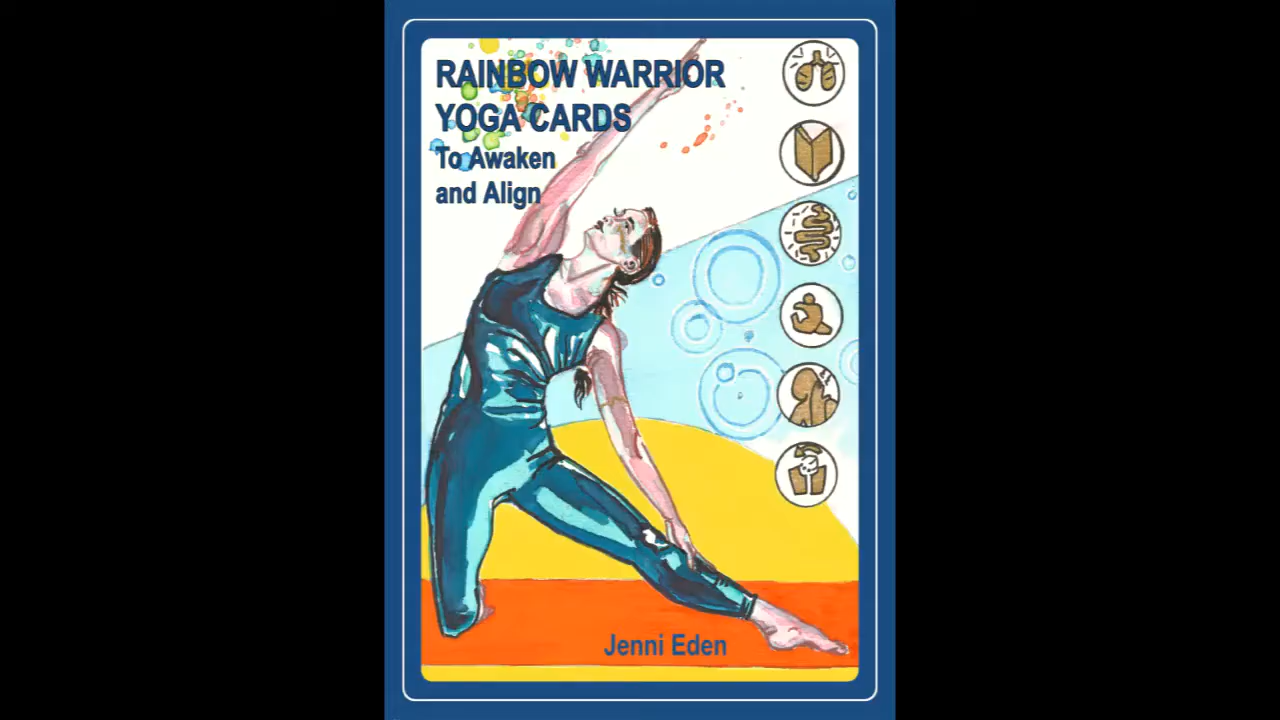 RAINBOW WARRIOR
YOGA CARDS
To Awaken
and Align
Jenni Eden